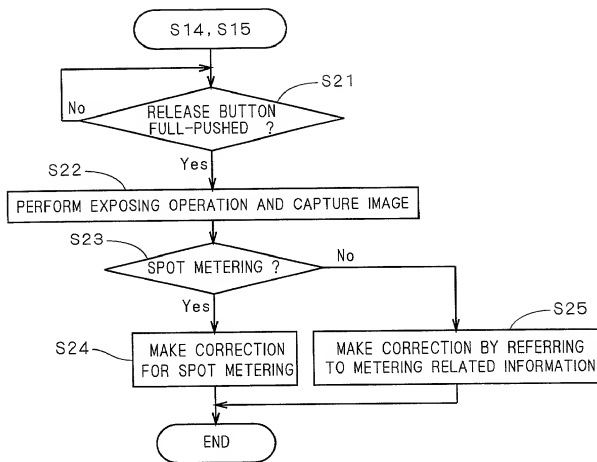 S14, S15
S21
No
RELEASE BUTTON
FULL-PUSHED ?
Yes
S22
PERFORM EXPOSING OPERATION AND CAPTURE IMAGE
S23
SPOT METERING ?
No
Yes
S24
MAKE CORRECTION
FOR SPOT METERING
S25
MAKE CORRECTION BY REFERRING
TO METERING RELATED INFORMATION
END